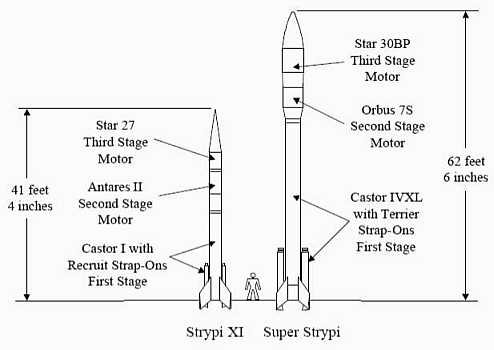 Star 30BP
Third Stage
Motor
Orbus 7S
Second Stage
Motor
Star 27
Third Stage
Motor
62 feet
6 inches
41 feet
4 inches
Antares II
Second Stage
Motor
Castor IVXL
with Terrier
Strap-Ons
First Stage
Castor I with
Recruit Strap-Ons
First Stage
Strypi XI
Super Strypi